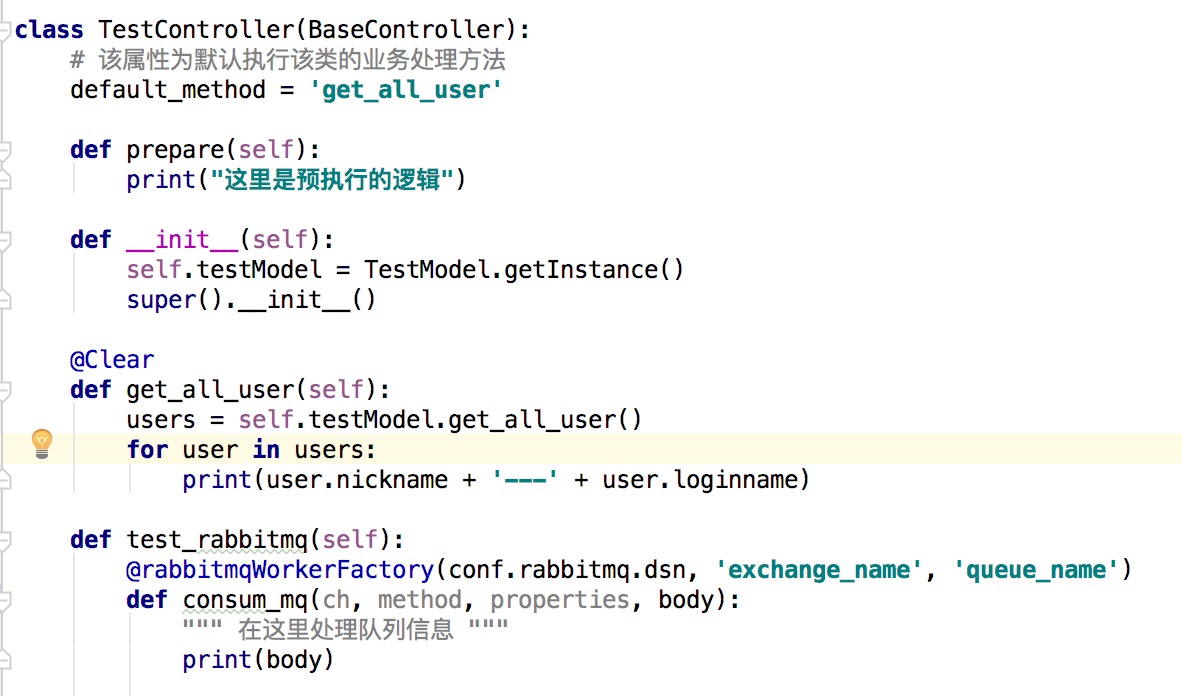 class TestController(BaseController):
    # 该属性为默认执行该类的业务处理方法
    default_method = 'get_all_user'

    def prepare(self):
        print("这里是预执行的逻辑")

    def __init__(self):
        self.testModel = TestModel.getInstance()
        super().__init__()

    @Clear
    def get_all_user(self):
        users = self.testModel.get_all_user()
        for user in users:
            print(user.nickname + '---' + user.loginname)

    def test_rabbitmq(self):
        @rabbitmqWorkerFactory(conf.rabbitmq.dsn, 'exchange_name', 'queue_name')
        def consum_mq(ch, method, properties, body):
            """ 在这里处理队列信息 """
            print(body)